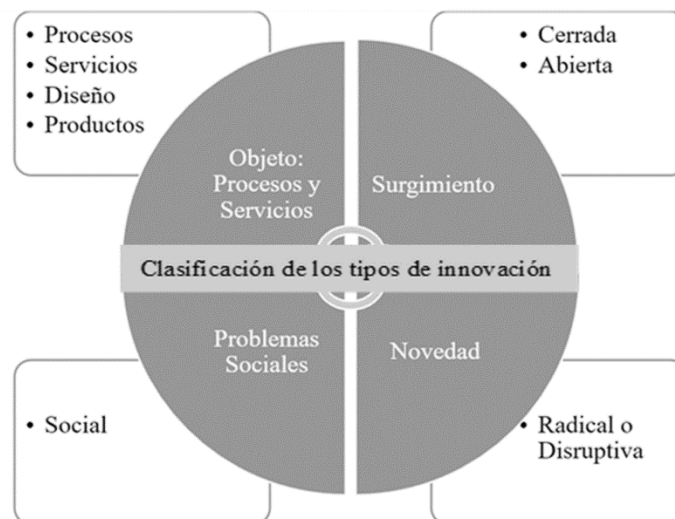 • Procesos
• Servicios
• Diseño
• Productos
• Cerrada
• Abierta
Objeto:
Procesos y
Servicios
Surgimiento
Clasificación de los tipos de innovación
Problemas
Sociales
Novedad
• Social
• Radical o
Disruptiva